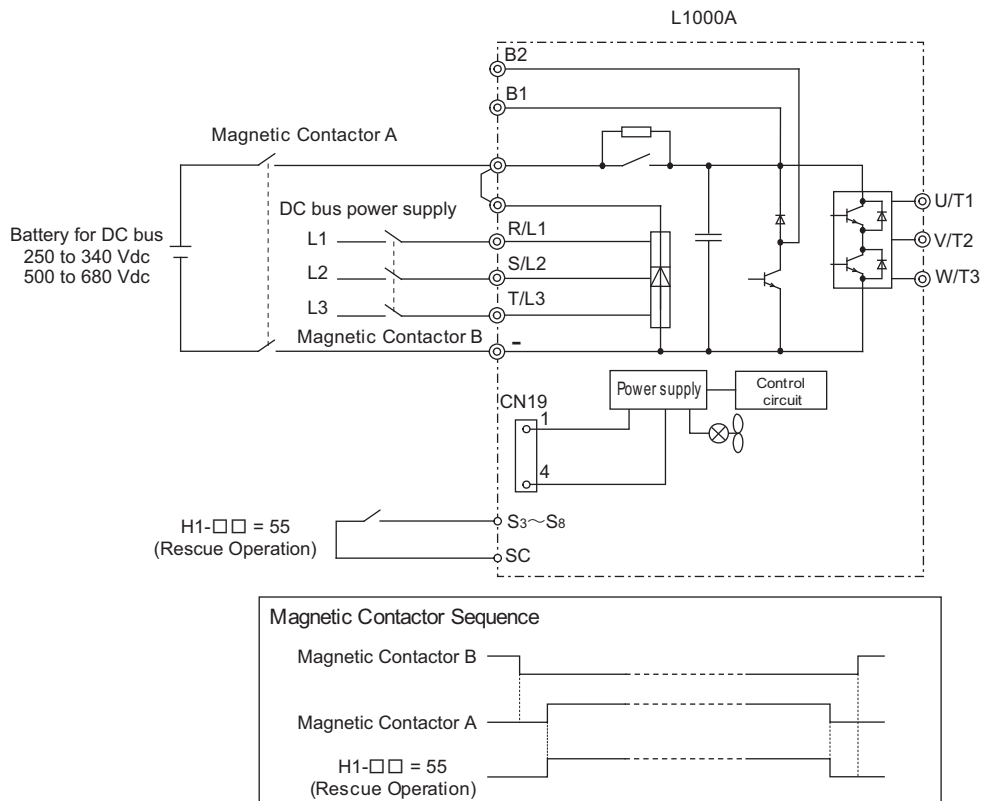 L1000A
B2
B1
Magnetic Contactor A
DC bus power supply
Battery for DC bus
250 to 340 Vdc
500 to 680 Vdc
L1
R/L1
L2
S/L2
L3
T/L3
Magnetic Contactor B
-
U/T1
V/T2
W/T3
Power supply
Control
circuit
CN19
1
4
H1-□□ = 55
(Rescue Operation)
S3～S8
SC
Magnetic Contactor Sequence
Magnetic Contactor B
Magnetic Contactor A
H1-□□ = 55
(Rescue Operation)